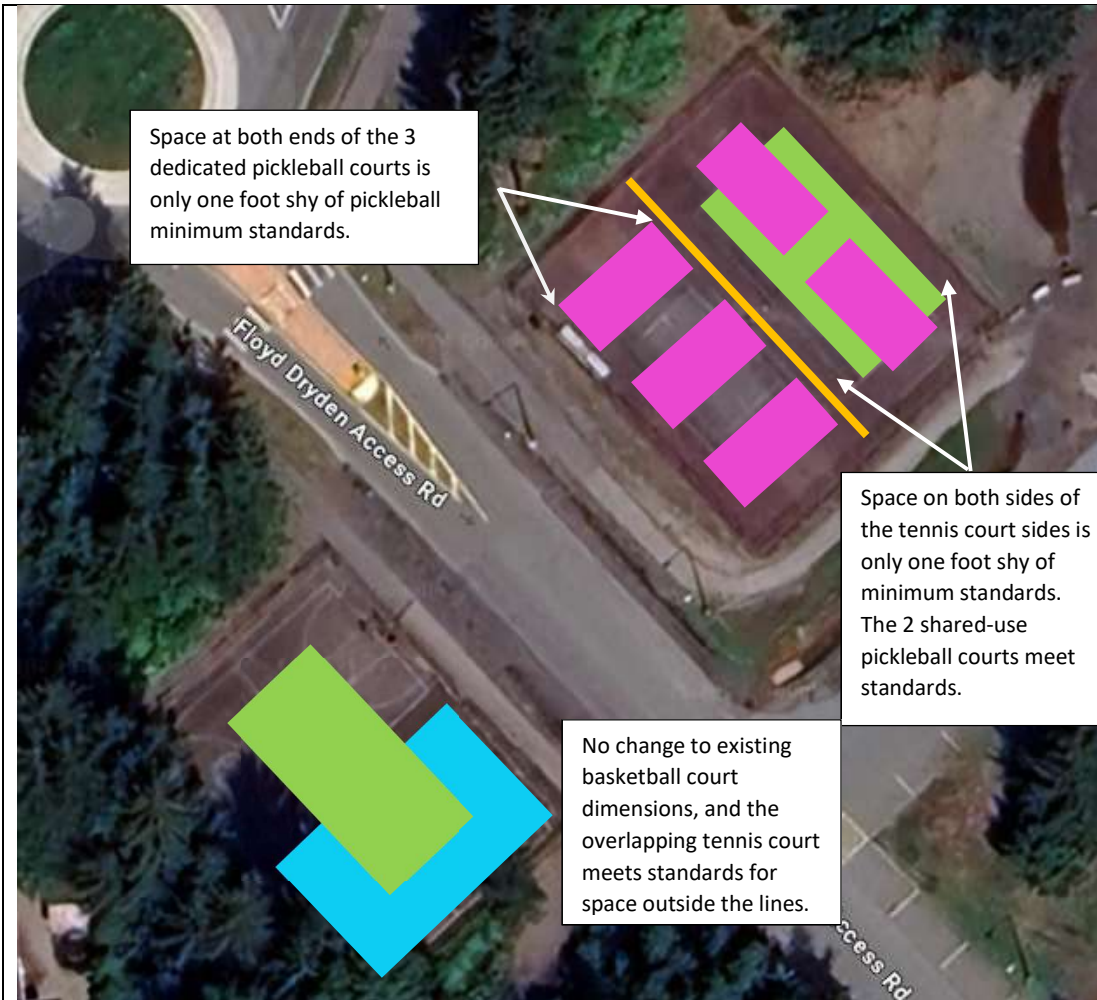 Space at both ends of the 3
dedicated pickleball courts is
only one foot shy of pickleball
minimum standards.
Floyd Dryden Access Rd
Space on both sides of
the tennis court sides is
only one foot shy of
minimum standards.
The 2 shared-use
pickleball courts meet
standards.
No change to existing
basketball court
dimensions, and the
overlapping tennis court
meets standards for
space outside the lines.
ccess Rd